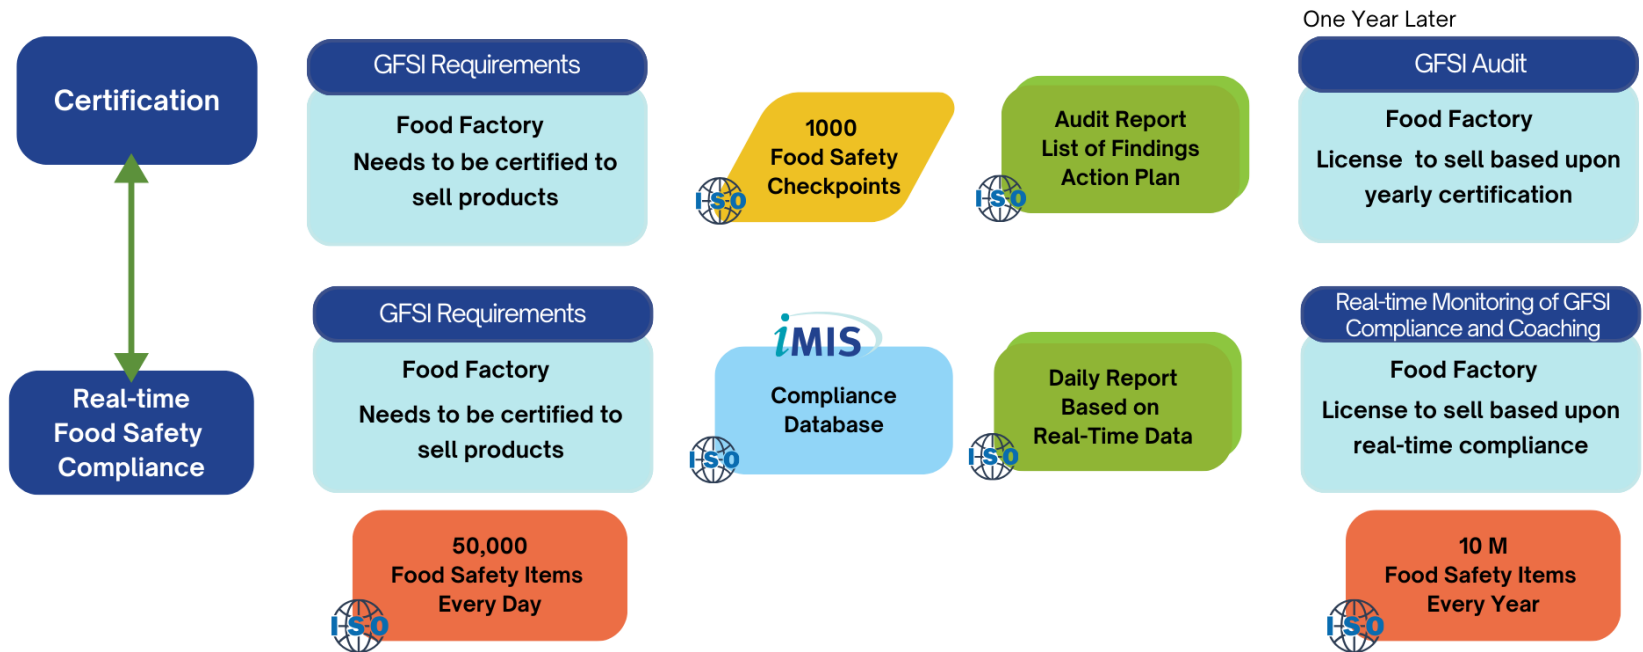 One Year Later
Certification
GFSI Requirements
Food Factory
Needs to be certified to
sell products
1000
Food Safety
Checkpoints
ISO
Audit Report
List of Findings
Action Plan
ISO
GFSI Audit
Food Factory
License to sell based upon
yearly certification
Real-time
Food Safety
Compliance
GFSI Requirements
Food Factory
Needs to be certified to
sell products
iMIS
Compliance
Database
ISO
Daily Report
Based on
Real-Time Data
ISO
Real-time Monitoring of GFSI
Compliance and Coaching
Food Factory
License to sell based upon
real-time compliance
50,000
Food Safety Items
Every Day
ISO
10 M
Food Safety Items
Every Year
ISO